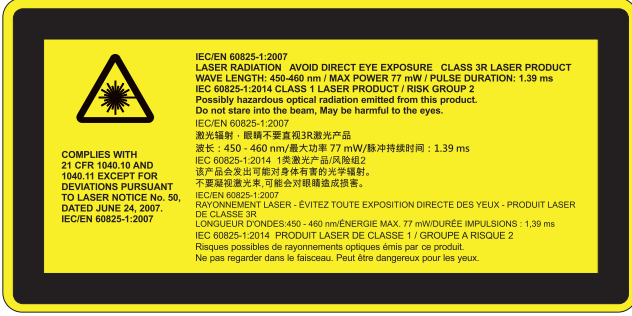 COMPLIES WITH
21 CFR 1040.10 AND
1040.11 EXCEPT FOR
DEVIATIONS PURSUANT
TO LASER NOTICE No. 50,
DATED JUNE 24, 2007.
IEC/EN 60825-1:2007
IEC/EN 60825-1:2007
LASER RADIATION AVOID DIRECT EYE EXPOSURE CLASS 3R LASER PRODUCT
WAVE LENGTH: 450-460 nm / MAX POWER 77 mW / PULSE DURATION: 1.39 ms
IEC 60825-1:2014 CLASS 1 LASER PRODUCT / RISK GROUP 2
Possibly hazardous optical radiation emitted from this product.
Do not stare into the beam, May be harmful to the eyes.
IEC/EN 60825-1:2007
激光辐射，眼睛不要直视3R激光产品
波长：450 - 460 nm/最大功率 77 mW/脉冲持续时间：1.39 ms
IEC 60825-1:2014 1类激光产品/风险组2
该产品会发出可能对身体有害的光学辐射。
不要凝视激光束,可能会对眼睛造成损害。
IEC/EN 60825-1:2007
RAYONNEMENT LASER - ÉVITEZ TOUTE EXPOSITION DIRECTE DES YEUX - PRODUIT LASER
DE CLASSE 3R
LONGUEUR D'ONDES:450 - 460 nm/ÉNERGIE MAX. 77 mW/DURÉE IMPULSIONS : 1,39 ms
IEC 60825-1:2014 PRODUIT LASER DE CLASSE 1 / GROUPE A RISQUE 2
Risques possibles de rayonnements optiques émis par ce produit.
Ne pas regarder dans le faisceau. Peut être dangereux pour les yeux.